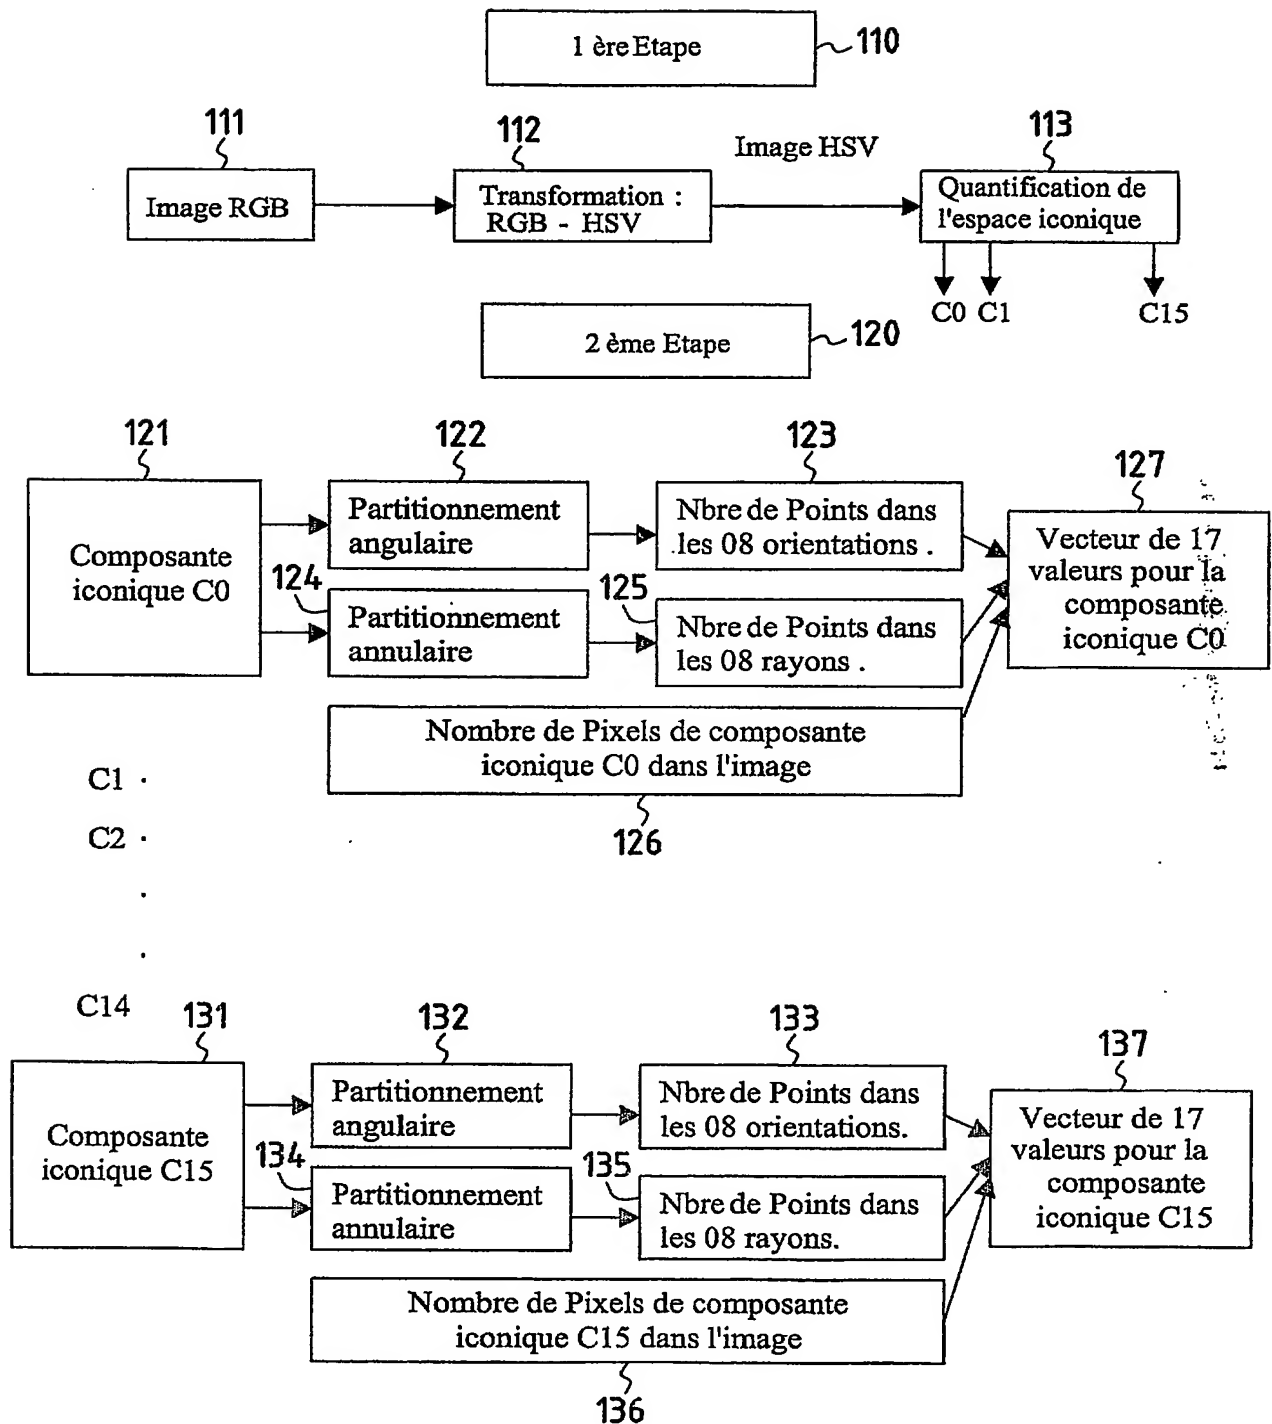 1 ère Etape
110
111
112
Image HSV
113
Image RGB
Transformation :
RGB - HSV
Quantification de
l'espace iconique
C0 C1 C15
2 ème Etape
120
121
122
123
127
Composante
iconique C0
Partitionnement
angulaire
Nbre de Points dans
les 08 orientations .
Vecteur de 17
valeurs pour la
composante
iconique C0
124
Partitionnement
annulaire
125
Nbre de Points dans
les 08 rayons .
Nombre de Pixels de composante
iconique C0 dans l'image
126
C1 .
C2 .
.
.
C14
131
132
133
137
Composante
iconique C15
Partitionnement
angulaire
Nbre de Points dans
les 08 orientations.
Vecteur de 17
valeurs pour la
composante
iconique C15
134
Partitionnement
annulaire
135
Nbre de Points dans
les 08 rayons.
Nombre de Pixels de composante
iconique C15 dans l'image
136